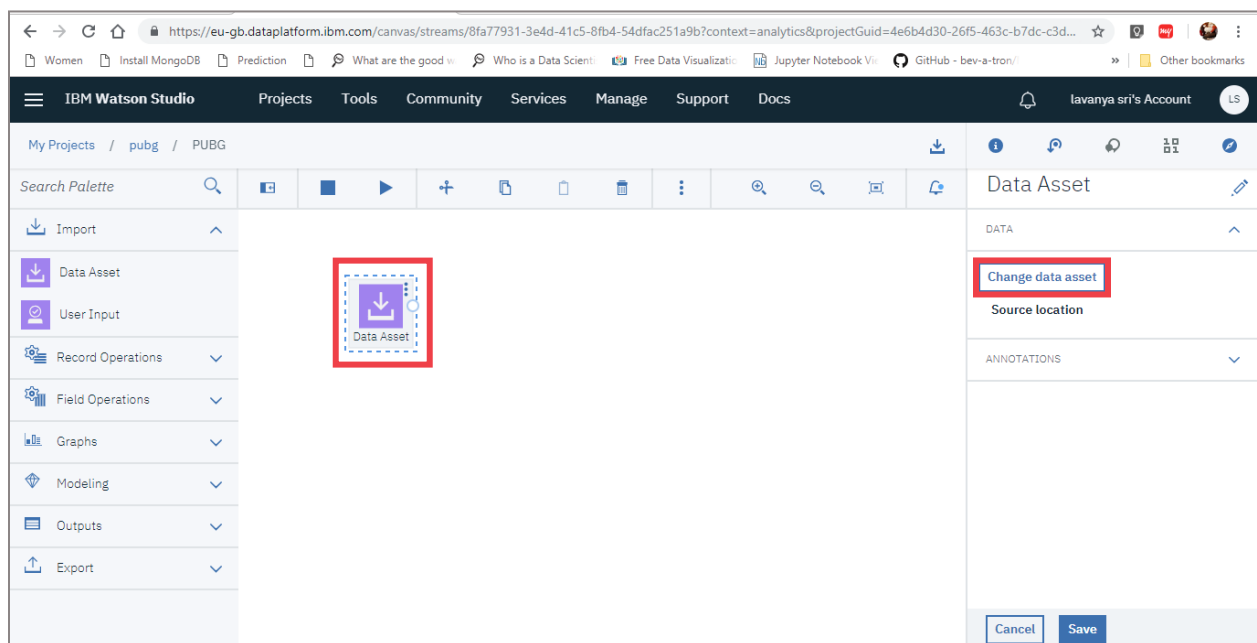 https://eu-gb.dataplatform.ibm.com/canvas/streams/8fa77931-3e4d-41c5-8fb4-54dfac251a9b?context=analytics&projectGuid=4e6b4d30-26f5-463c-b7dc-c3d...
Women Install MongoDB Prediction What are the good w Who is a Data Scienti Free Data Visualizatio Jupyter Notebook Vie GitHub - bev-a-tron/ » Other bookmarks
IBM Watson Studio Projects Tools Community Services Manage Support Docs lavanya sri's Account LS
My Projects / pubg / PUBG
Search Palette
Data Asset
Import
DATA
Data Asset
Change data asset
User Input
Source location
Data Asset
Record Operations
ANNOTATIONS
Field Operations
Graphs
Modeling
Outputs
Export
Cancel Save